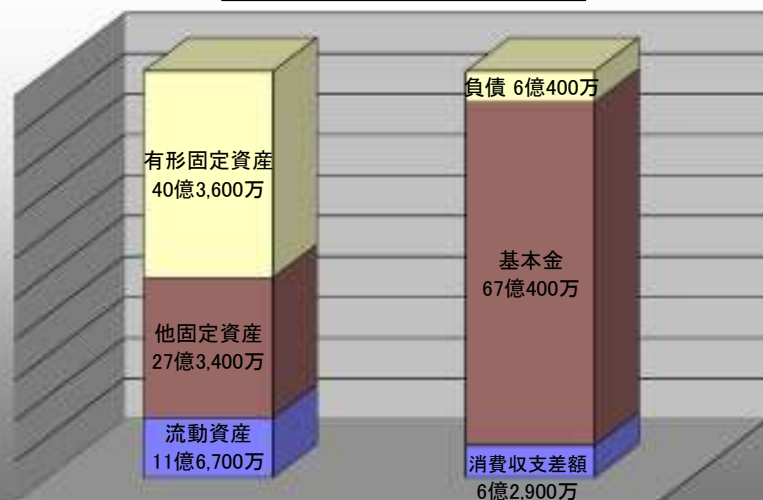 有形固定資産
40億3,600万
他固定資産
27億3,400万
流動資産
11億6,700万
負債 6億400万
基本金
67億400万
消費収支差額
6億2,900万